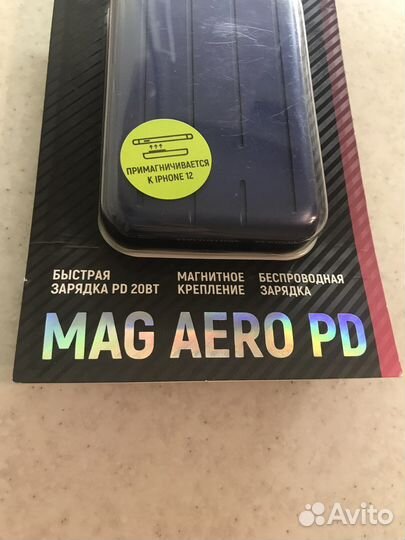 ПРИМАГНИЧИВАЕТСЯ
К IPHONE 12
БЫСТРАЯ
ЗАРЯДКА PD 20ВТ
МАГНИТНОЕ
КРЕПЛЕНИЕ
БЕСПРОВОДНАЯ
ЗАРЯДКА
MAG AERO PD
Avito